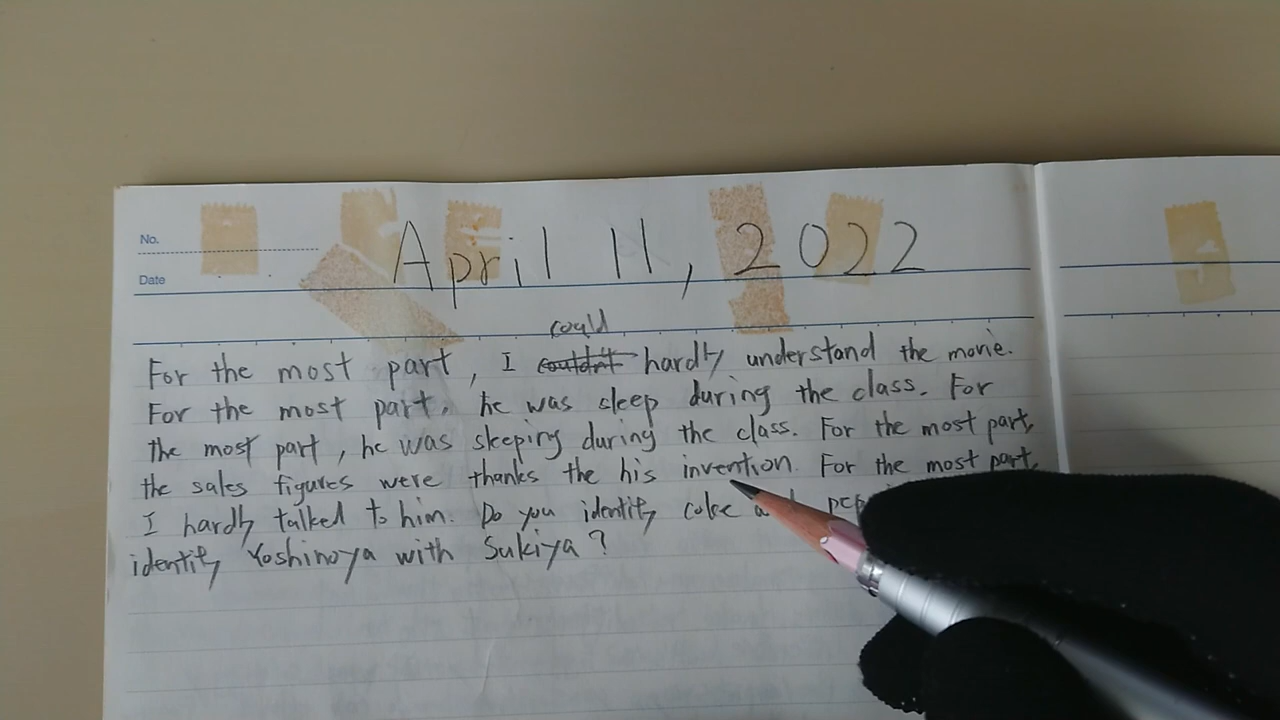 No.
Date
April 11, 2022
could
For the most part, I couldn't hardly understand the movie.
For the most part, he was sleep during the class. For
the most part, he was skeping during the class. For the most part,
the sales figures were thanks the his invention. For the most part,
I hardly talked to him. Do you identify coke
identify Yoshinoya with Sukiya?